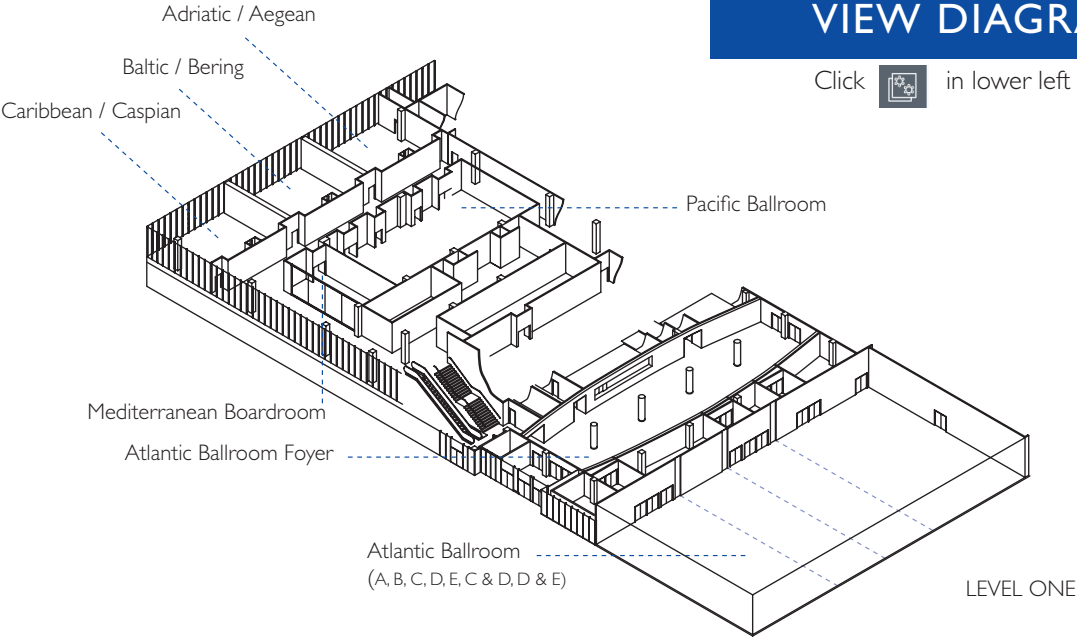 VIEW DIAGRA
Click in lower left
Adriatic / Aegean
Baltic / Bering
Caribbean / Caspian
Pacific Ballroom
Mediterranean Boardroom
Atlantic Ballroom Foyer
Atlantic Ballroom
(A, B, C, D, E, C & D, D & E)
LEVEL ONE